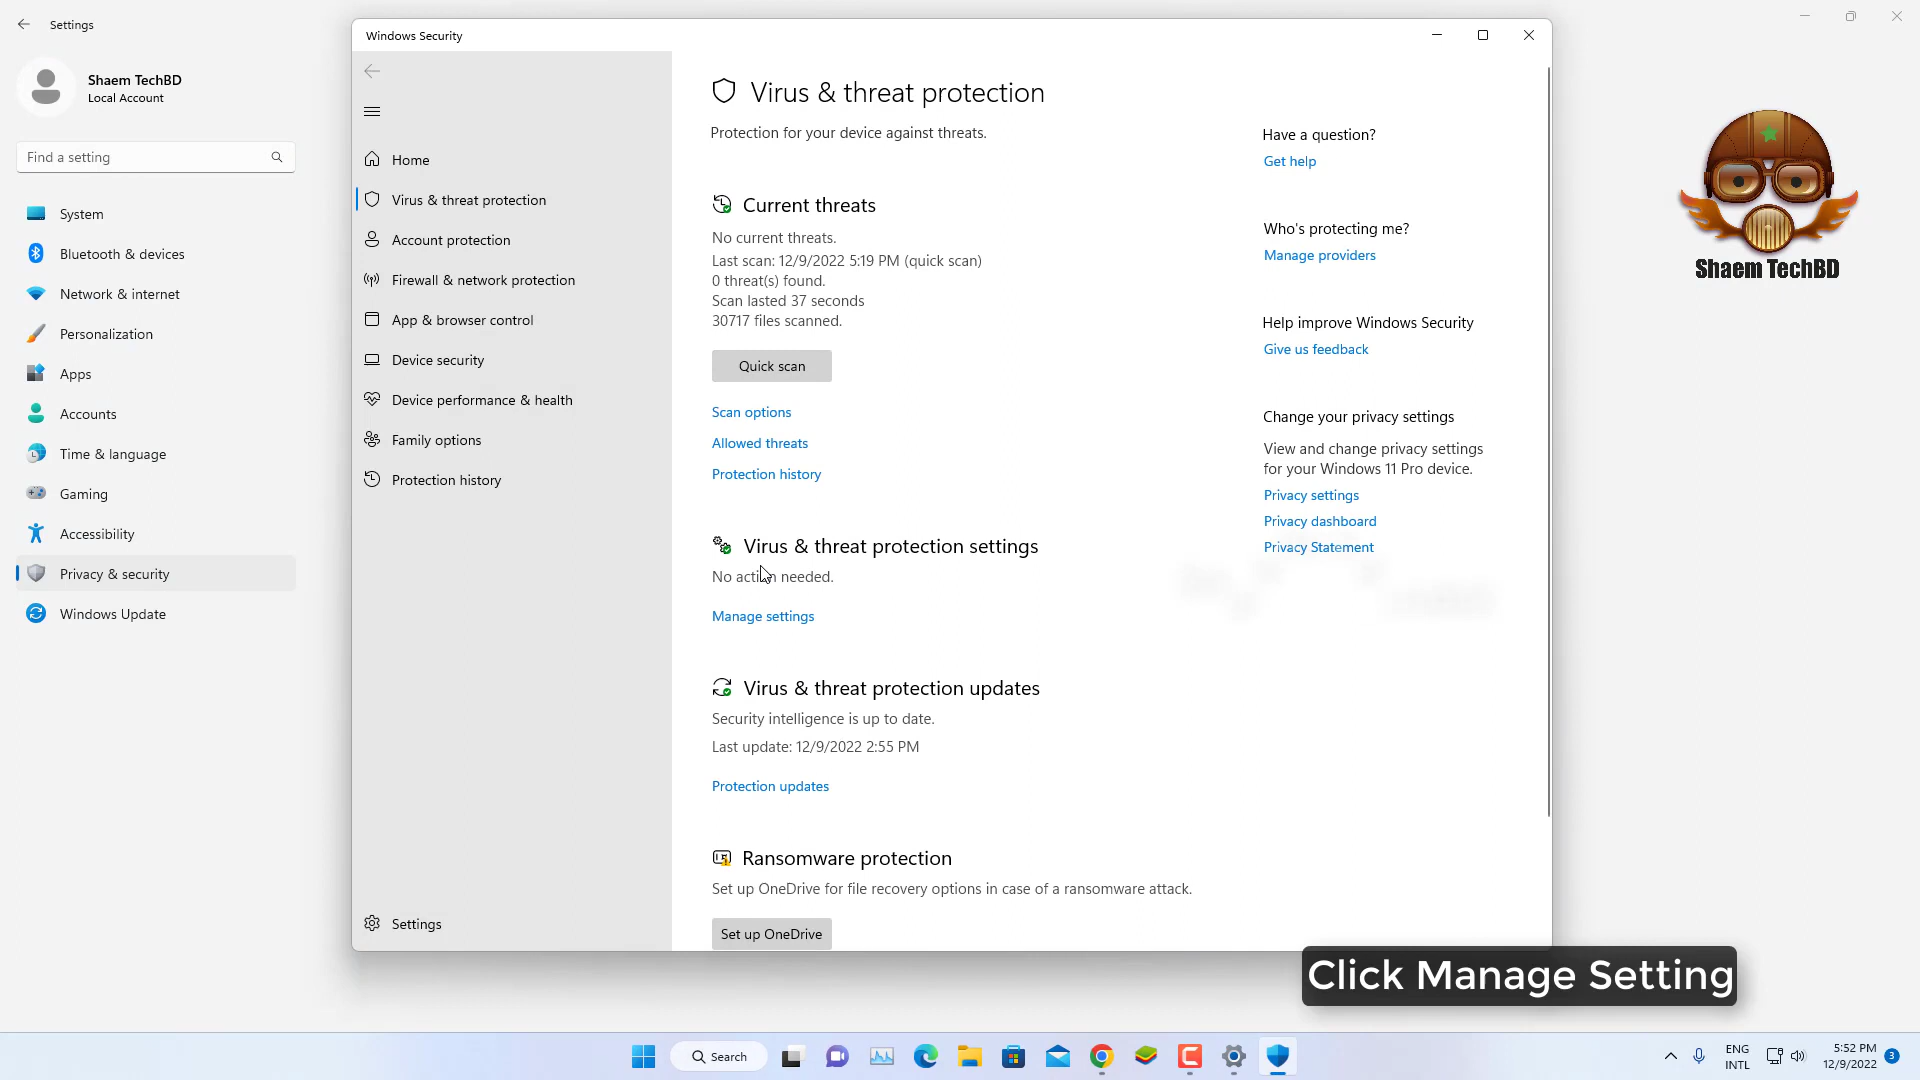 Settings
Shaem TechBD
Local Account
Find a setting
System
Bluetooth & devices
Network & internet
Personalization
Apps
Accounts
Time & language
Gaming
Accessibility
Privacy & security
Windows Update
Windows Security
Home
Virus & threat protection
Account protection
Firewall & network protection
App & browser control
Device security
Device performance & health
Family options
Protection history
Settings
Virus & threat protection
Protection for your device against threats.
Current threats
No current threats.
Last scan: 12/9/2022 5:19 PM (quick scan)
0 threat(s) found.
Scan lasted 37 seconds
30717 files scanned.
Quick scan
Scan options
Allowed threats
Protection history
Virus & threat protection settings
No action needed.
Manage settings
Virus & threat protection updates
Security intelligence is up to date.
Last update: 12/9/2022 2:55 PM
Protection updates
Ransomware protection
Set up OneDrive for file recovery options in case of a ransomware attack.
Set up OneDrive
Have a question?
Get help
Who's protecting me?
Manage providers
Help improve Windows Security
Give us feedback
Change your privacy settings
View and change privacy settings
for your Windows 11 Pro device.
Privacy settings
Privacy dashboard
Privacy Statement
Shaem TechBD
Click Manage Setting
Search
ENG
INTL
5:52 PM
12/9/2022
3